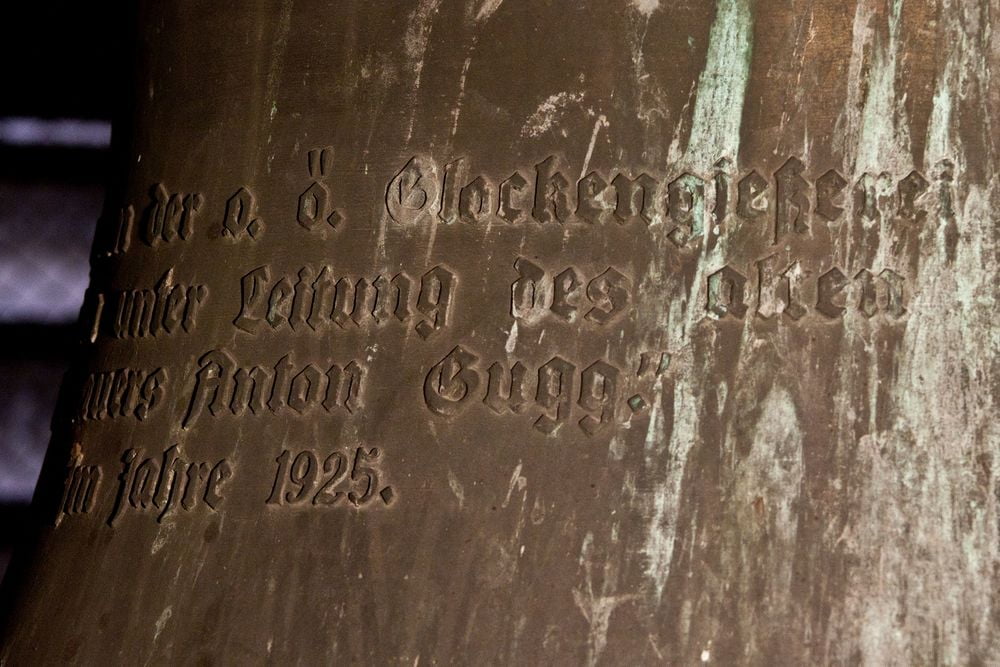 der o. ö. Glockengießerei
unter Leitung des alten
Anton Gugg."
im Jahre 1925.